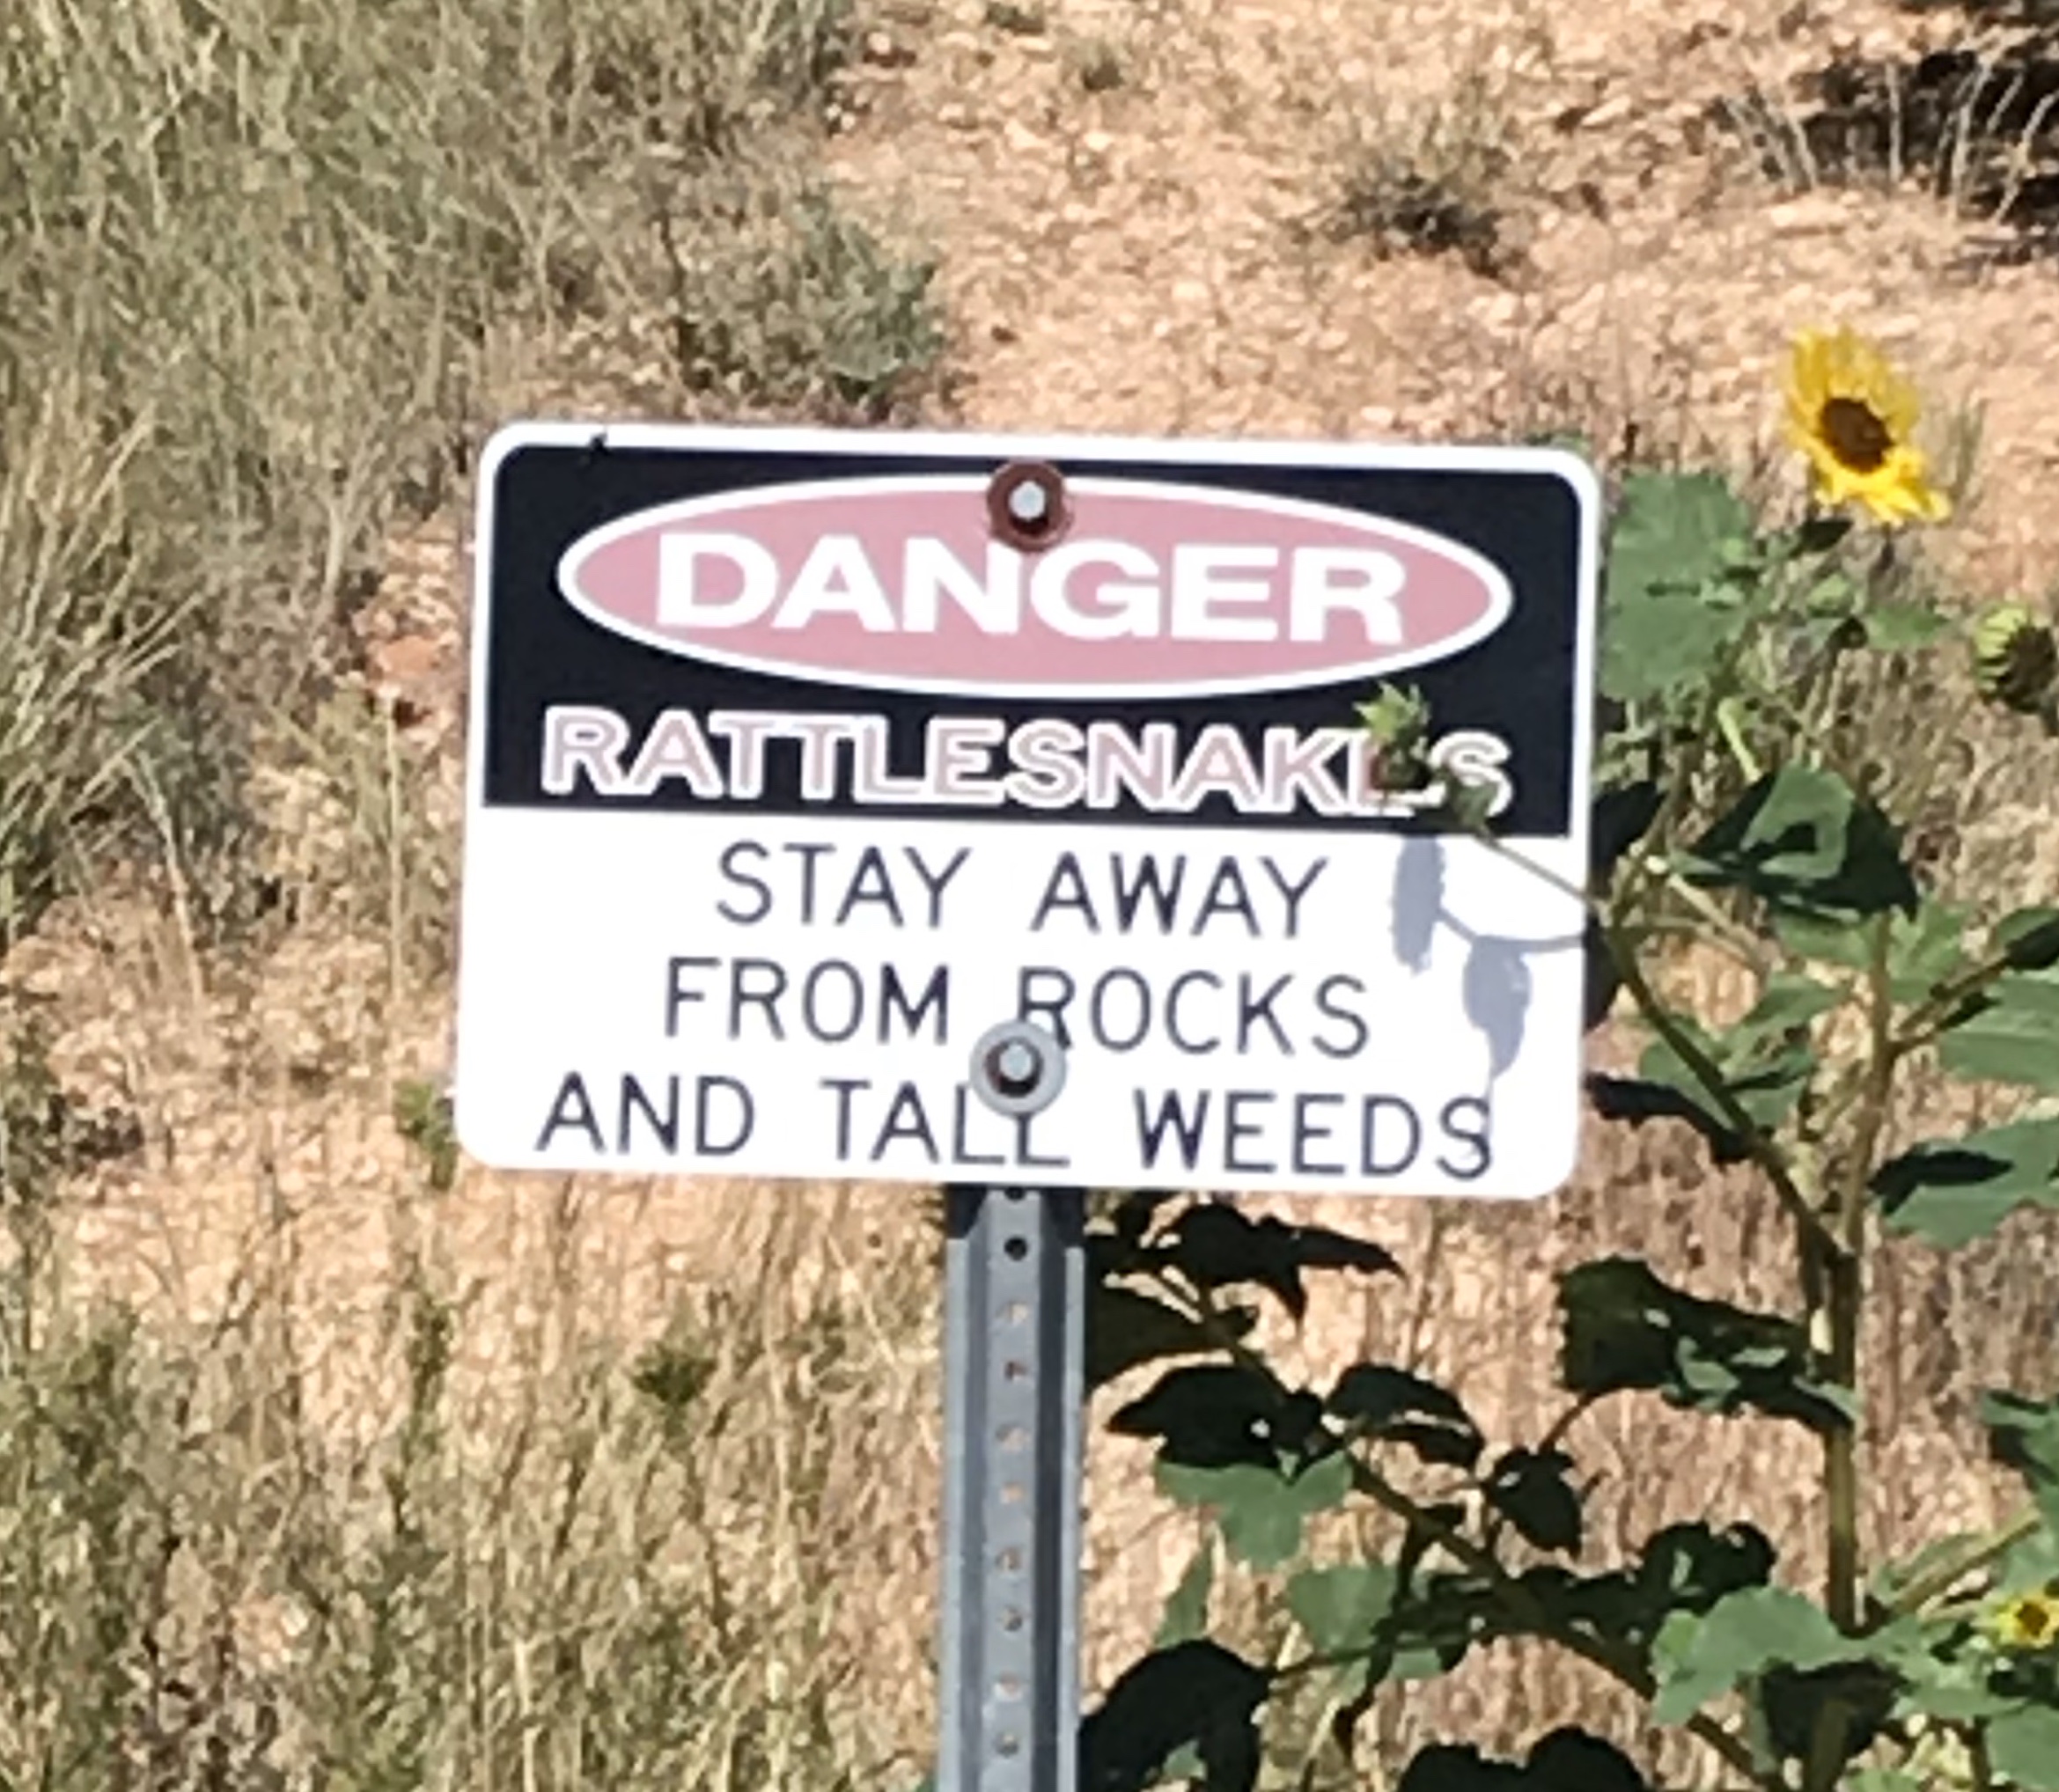 DANGER
RATTLESNAKES
STAY AWAY
FROM ROCKS
AND TALL WEEDS